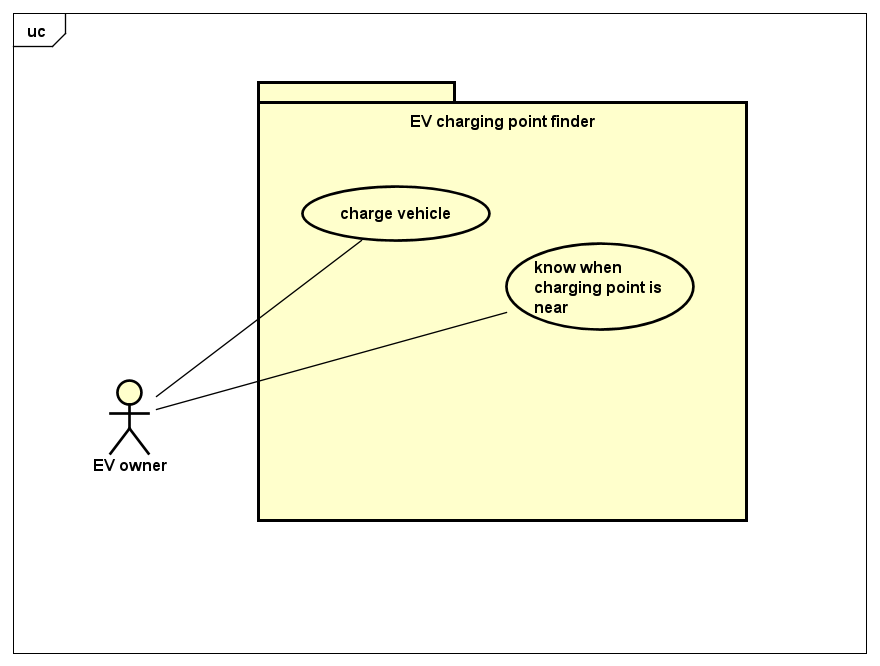 uc
EV charging point finder
charge vehicle
know when
charging point is
near
EV owner